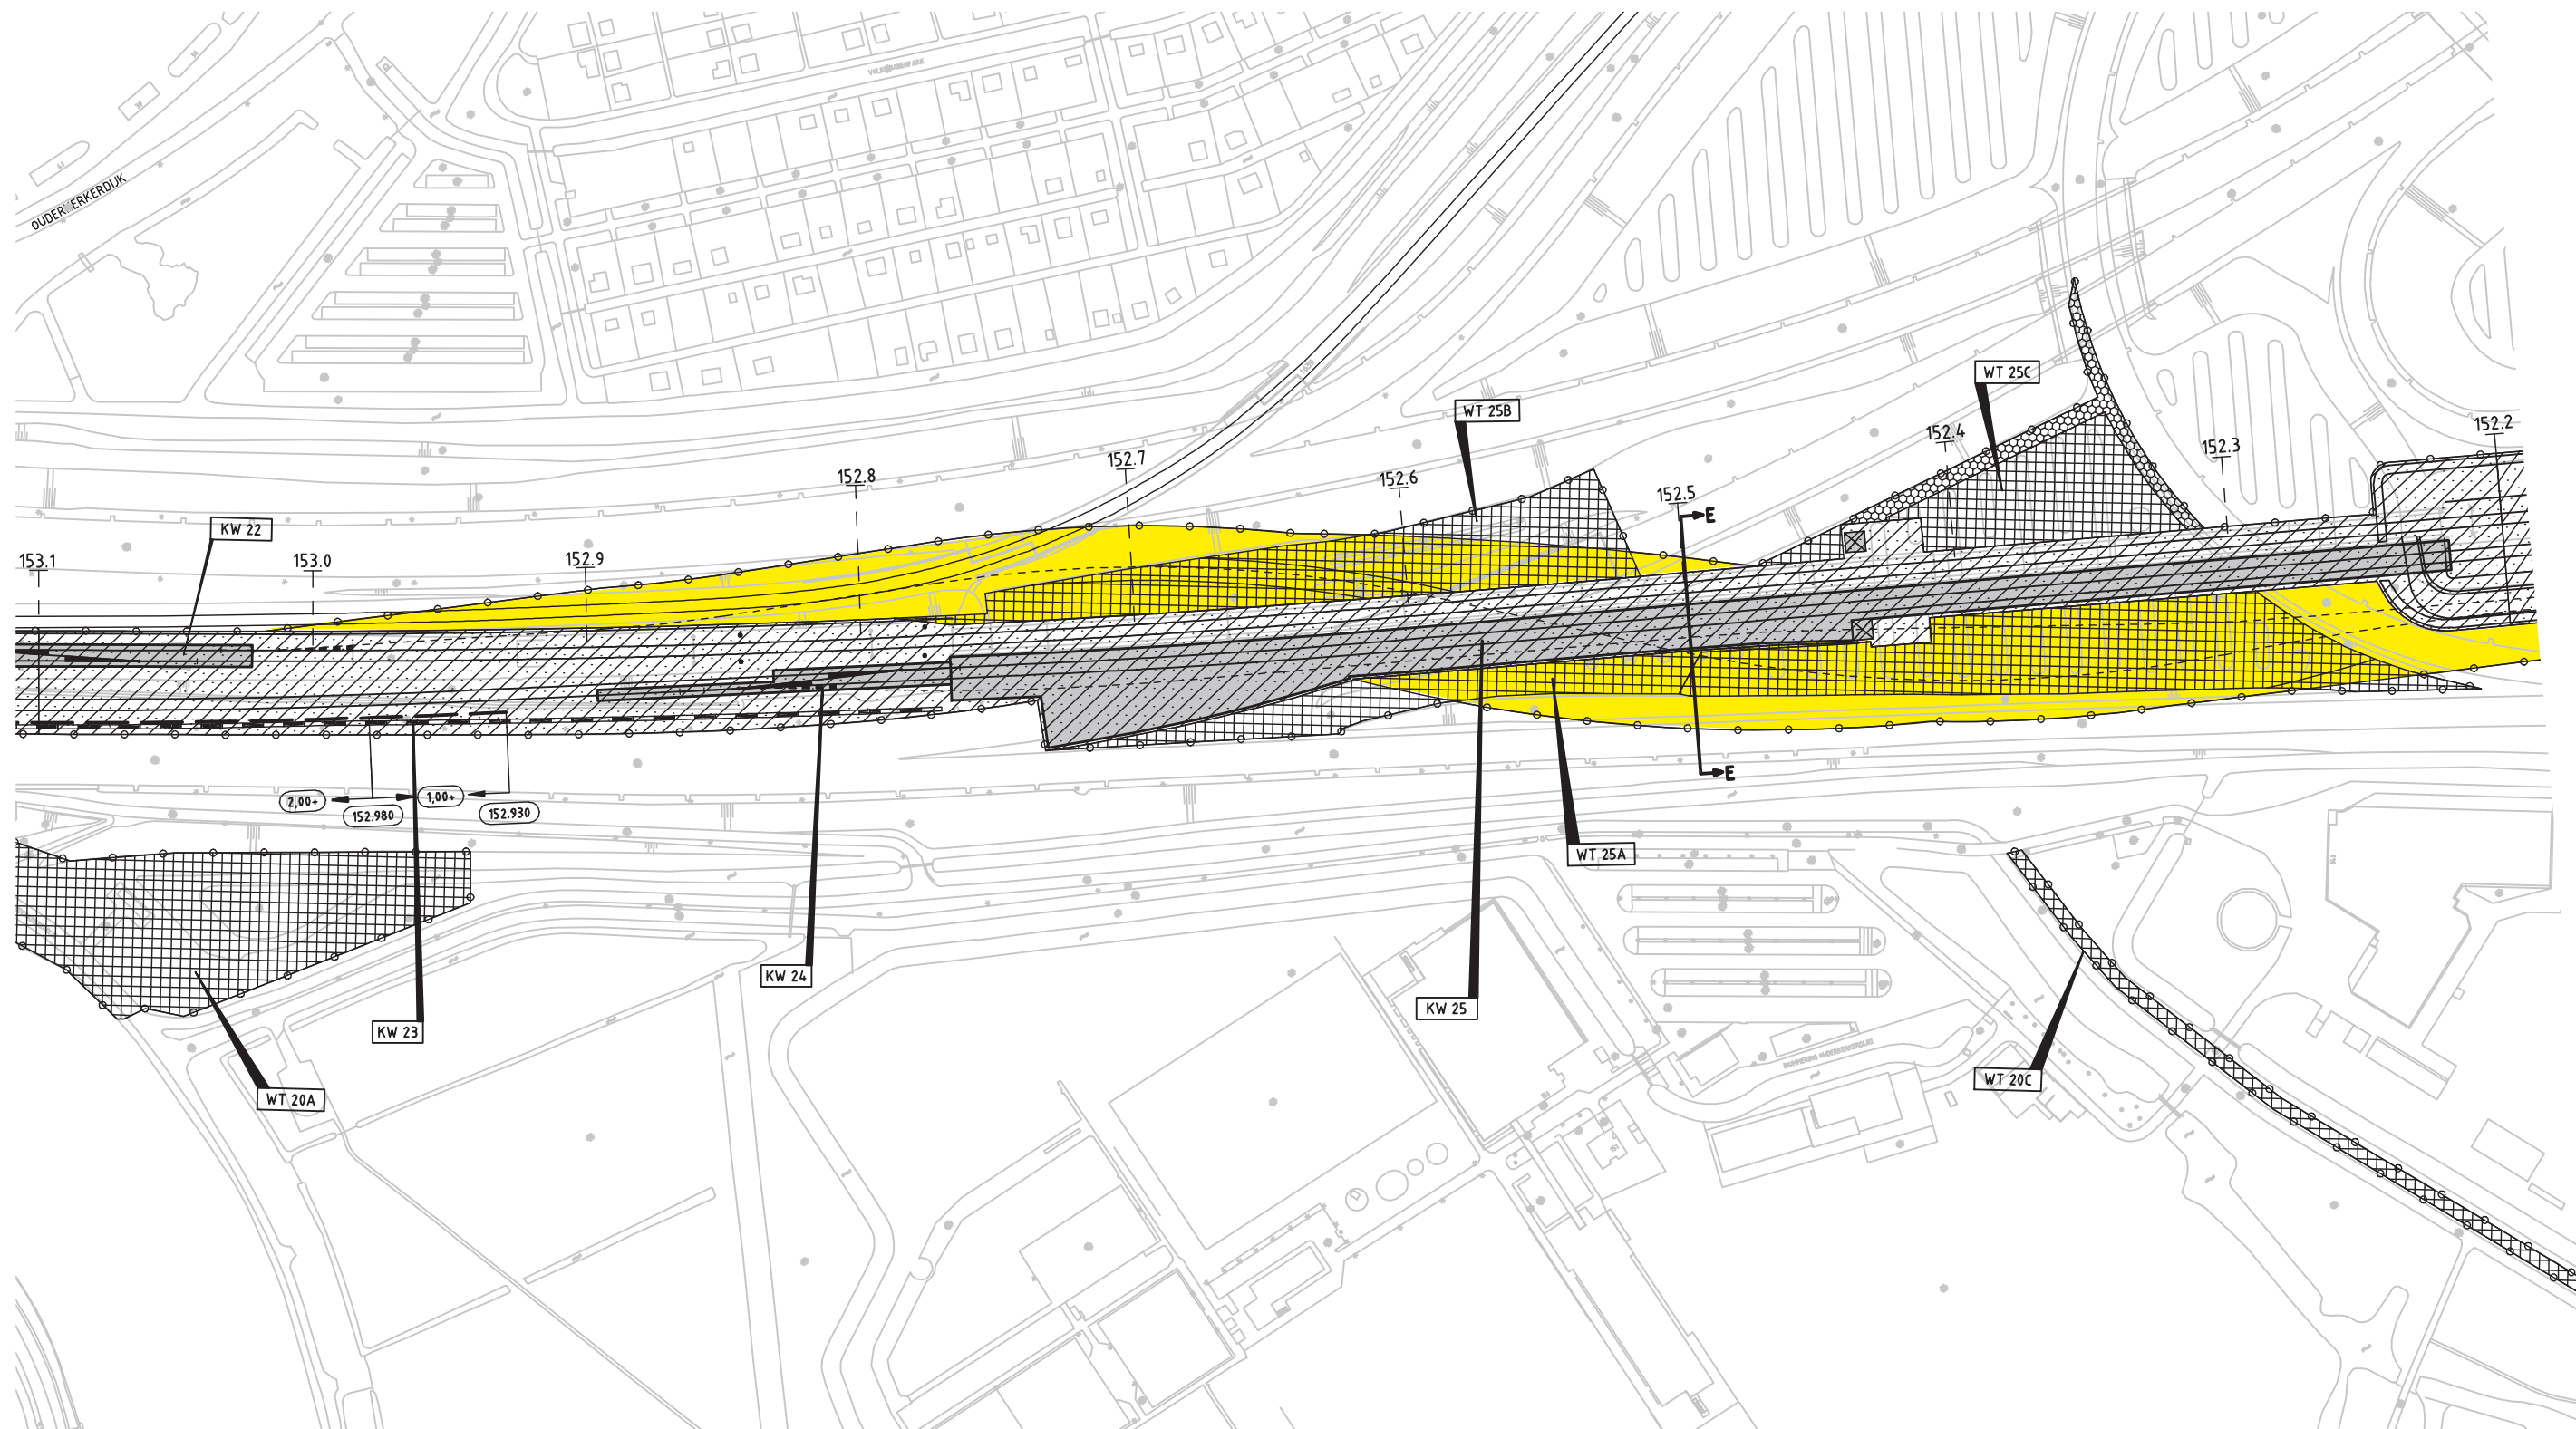 VOLKSTUINENPARK
OUDERKERKERDIJK
WT 25C
WT 25B
152.2
152.4
152.3
152.7
152.8
152.6
152.5
E
KW 22
153.1
153.0
152.9
E
2,00+
1,00+
152.980
152.930
WT 25A
KW 24
KW 25
KW 23
WT 20C
WT 20A